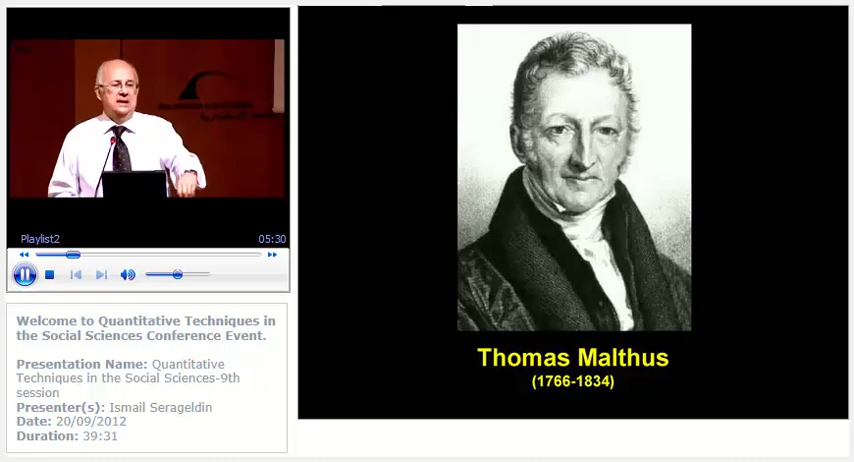 Playlist2 05:30
Welcome to Quantitative Techniques in
the Social Sciences Conference Event.
Presentation Name: Quantitative
Techniques in the Social Sciences-9th
session
Presenter(s): Ismail Serageldin
Date: 20/09/2012
Duration: 39:31
Thomas Malthus
(1766-1834)